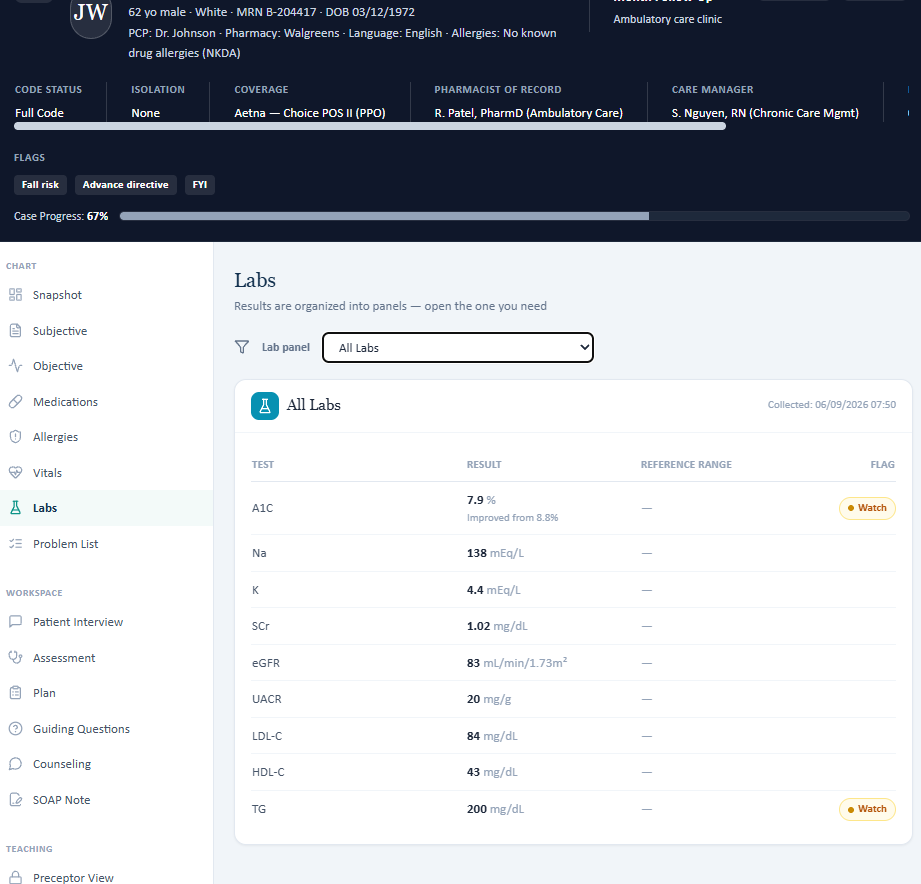 JW
62 yo male · White · MRN B-204417 · DOB 03/12/1972
PCP: Dr. Johnson · Pharmacy: Walgreens · Language: English · Allergies: No known
drug allergies (NKDA)
Ambulatory care clinic
CODE STATUS
Full Code
ISOLATION
None
COVERAGE
Aetna — Choice POS II (PPO)
PHARMACIST OF RECORD
R. Patel, PharmD (Ambulatory Care)
CARE MANAGER
S. Nguyen, RN (Chronic Care Mgmt)
FLAGS
Fall risk
Advance directive
FYI
Case Progress: 67%
CHART
Snapshot
Subjective
Objective
Medications
Allergies
Vitals
Labs
Problem List
WORKSPACE
Patient Interview
Assessment
Plan
Guiding Questions
Counseling
SOAP Note
TEACHING
Preceptor View
Labs
Results are organized into panels — open the one you need
Lab panel
All Labs
All Labs
Collected: 06/09/2026 07:50
TEST RESULT REFERENCE RANGE FLAG
A1C 7.9 % — Watch
Improved from 8.8%
Na 138 mEq/L —
K 4.4 mEq/L —
SCr 1.02 mg/dL —
eGFR 83 mL/min/1.73m² —
UACR 20 mg/g —
LDL-C 84 mg/dL —
HDL-C 43 mg/dL —
TG 200 mg/dL — Watch